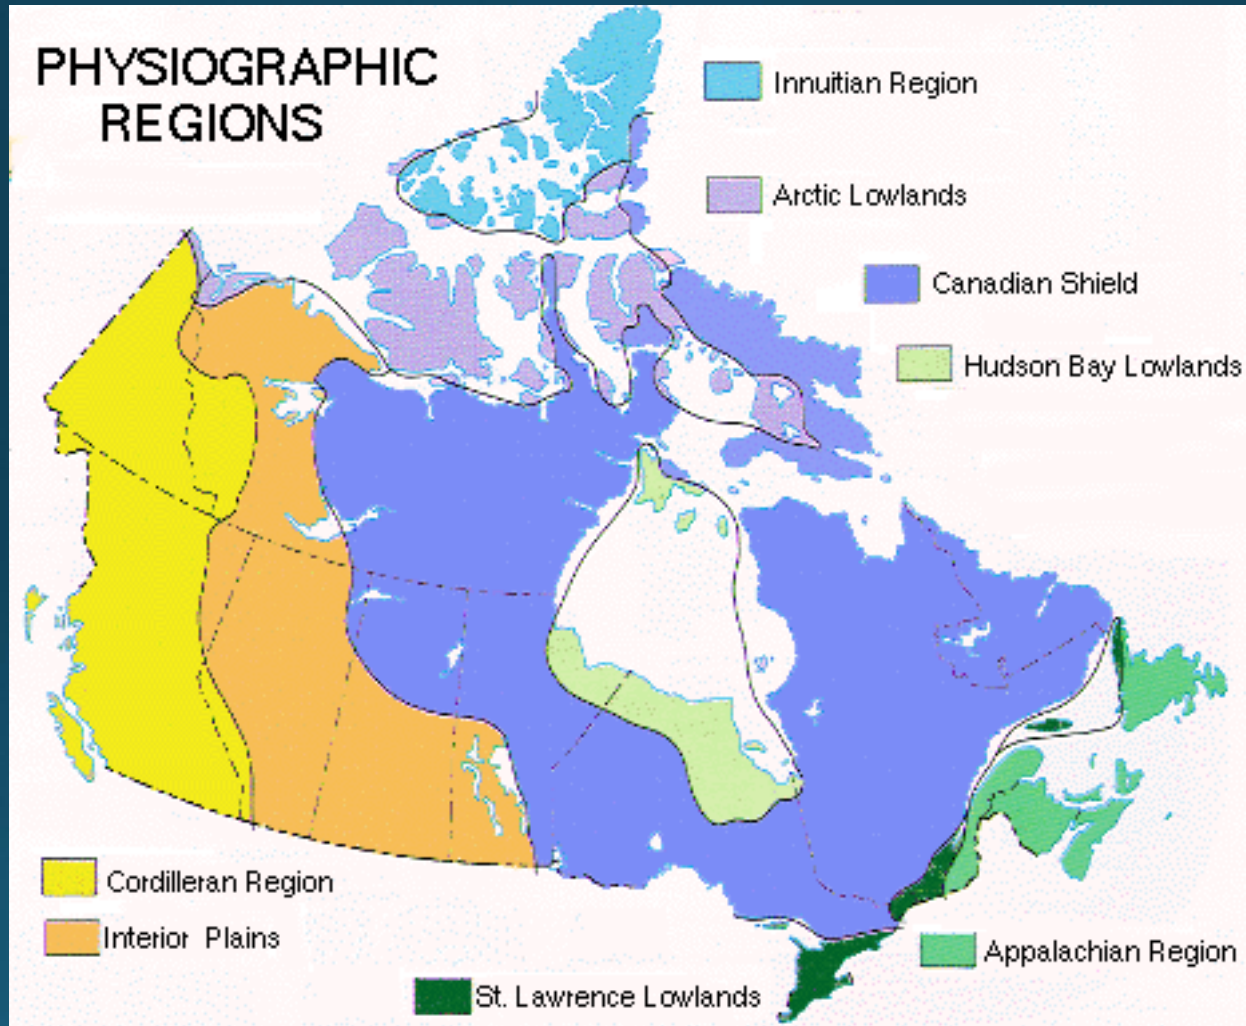 PHYSIOGRAPHIC
REGIONS
Innuitian Region
Arctic Lowlands
Canadian Shield
Hudson Bay Lowlands
Cordilleran Region
Interior Plains
Appalachian Region
St. Lawrence Lowlands